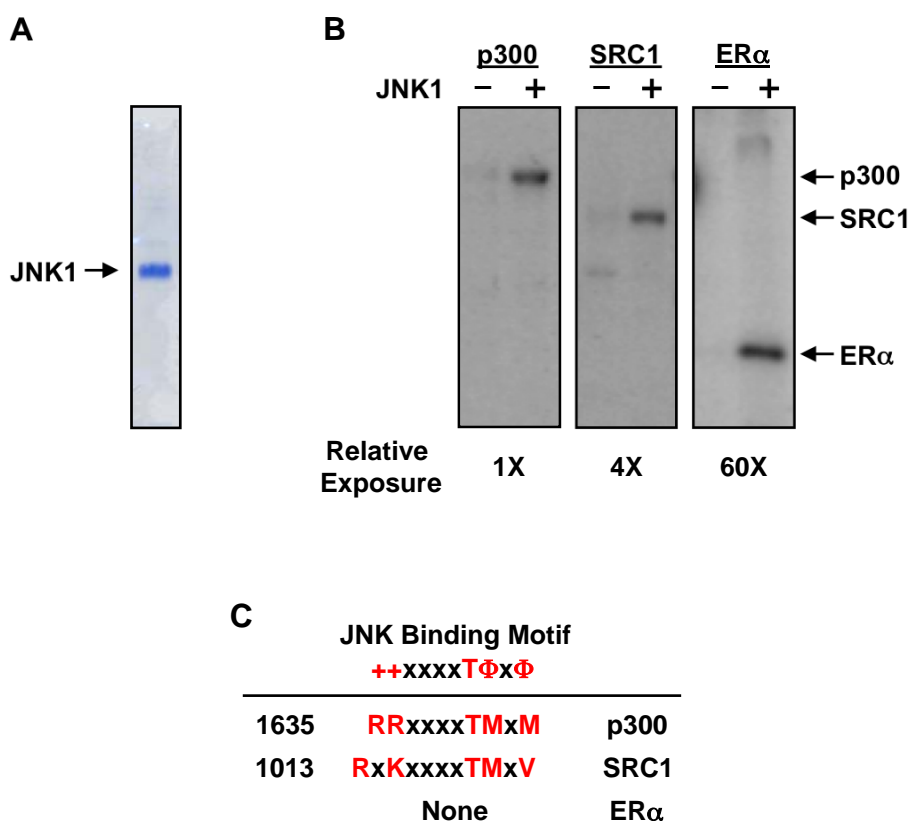 A
JNK1
B
p300 SRC1 ERα
JNK1 – + – + – +
p300
SRC1
ERα
Relative
Exposure
1X 4X 60X
C
JNK Binding Motif
++xxxxTΦxΦ
1635 RRxxxxTMxM p300
1013 RxKxxxxTMxV SRC1
None ERα